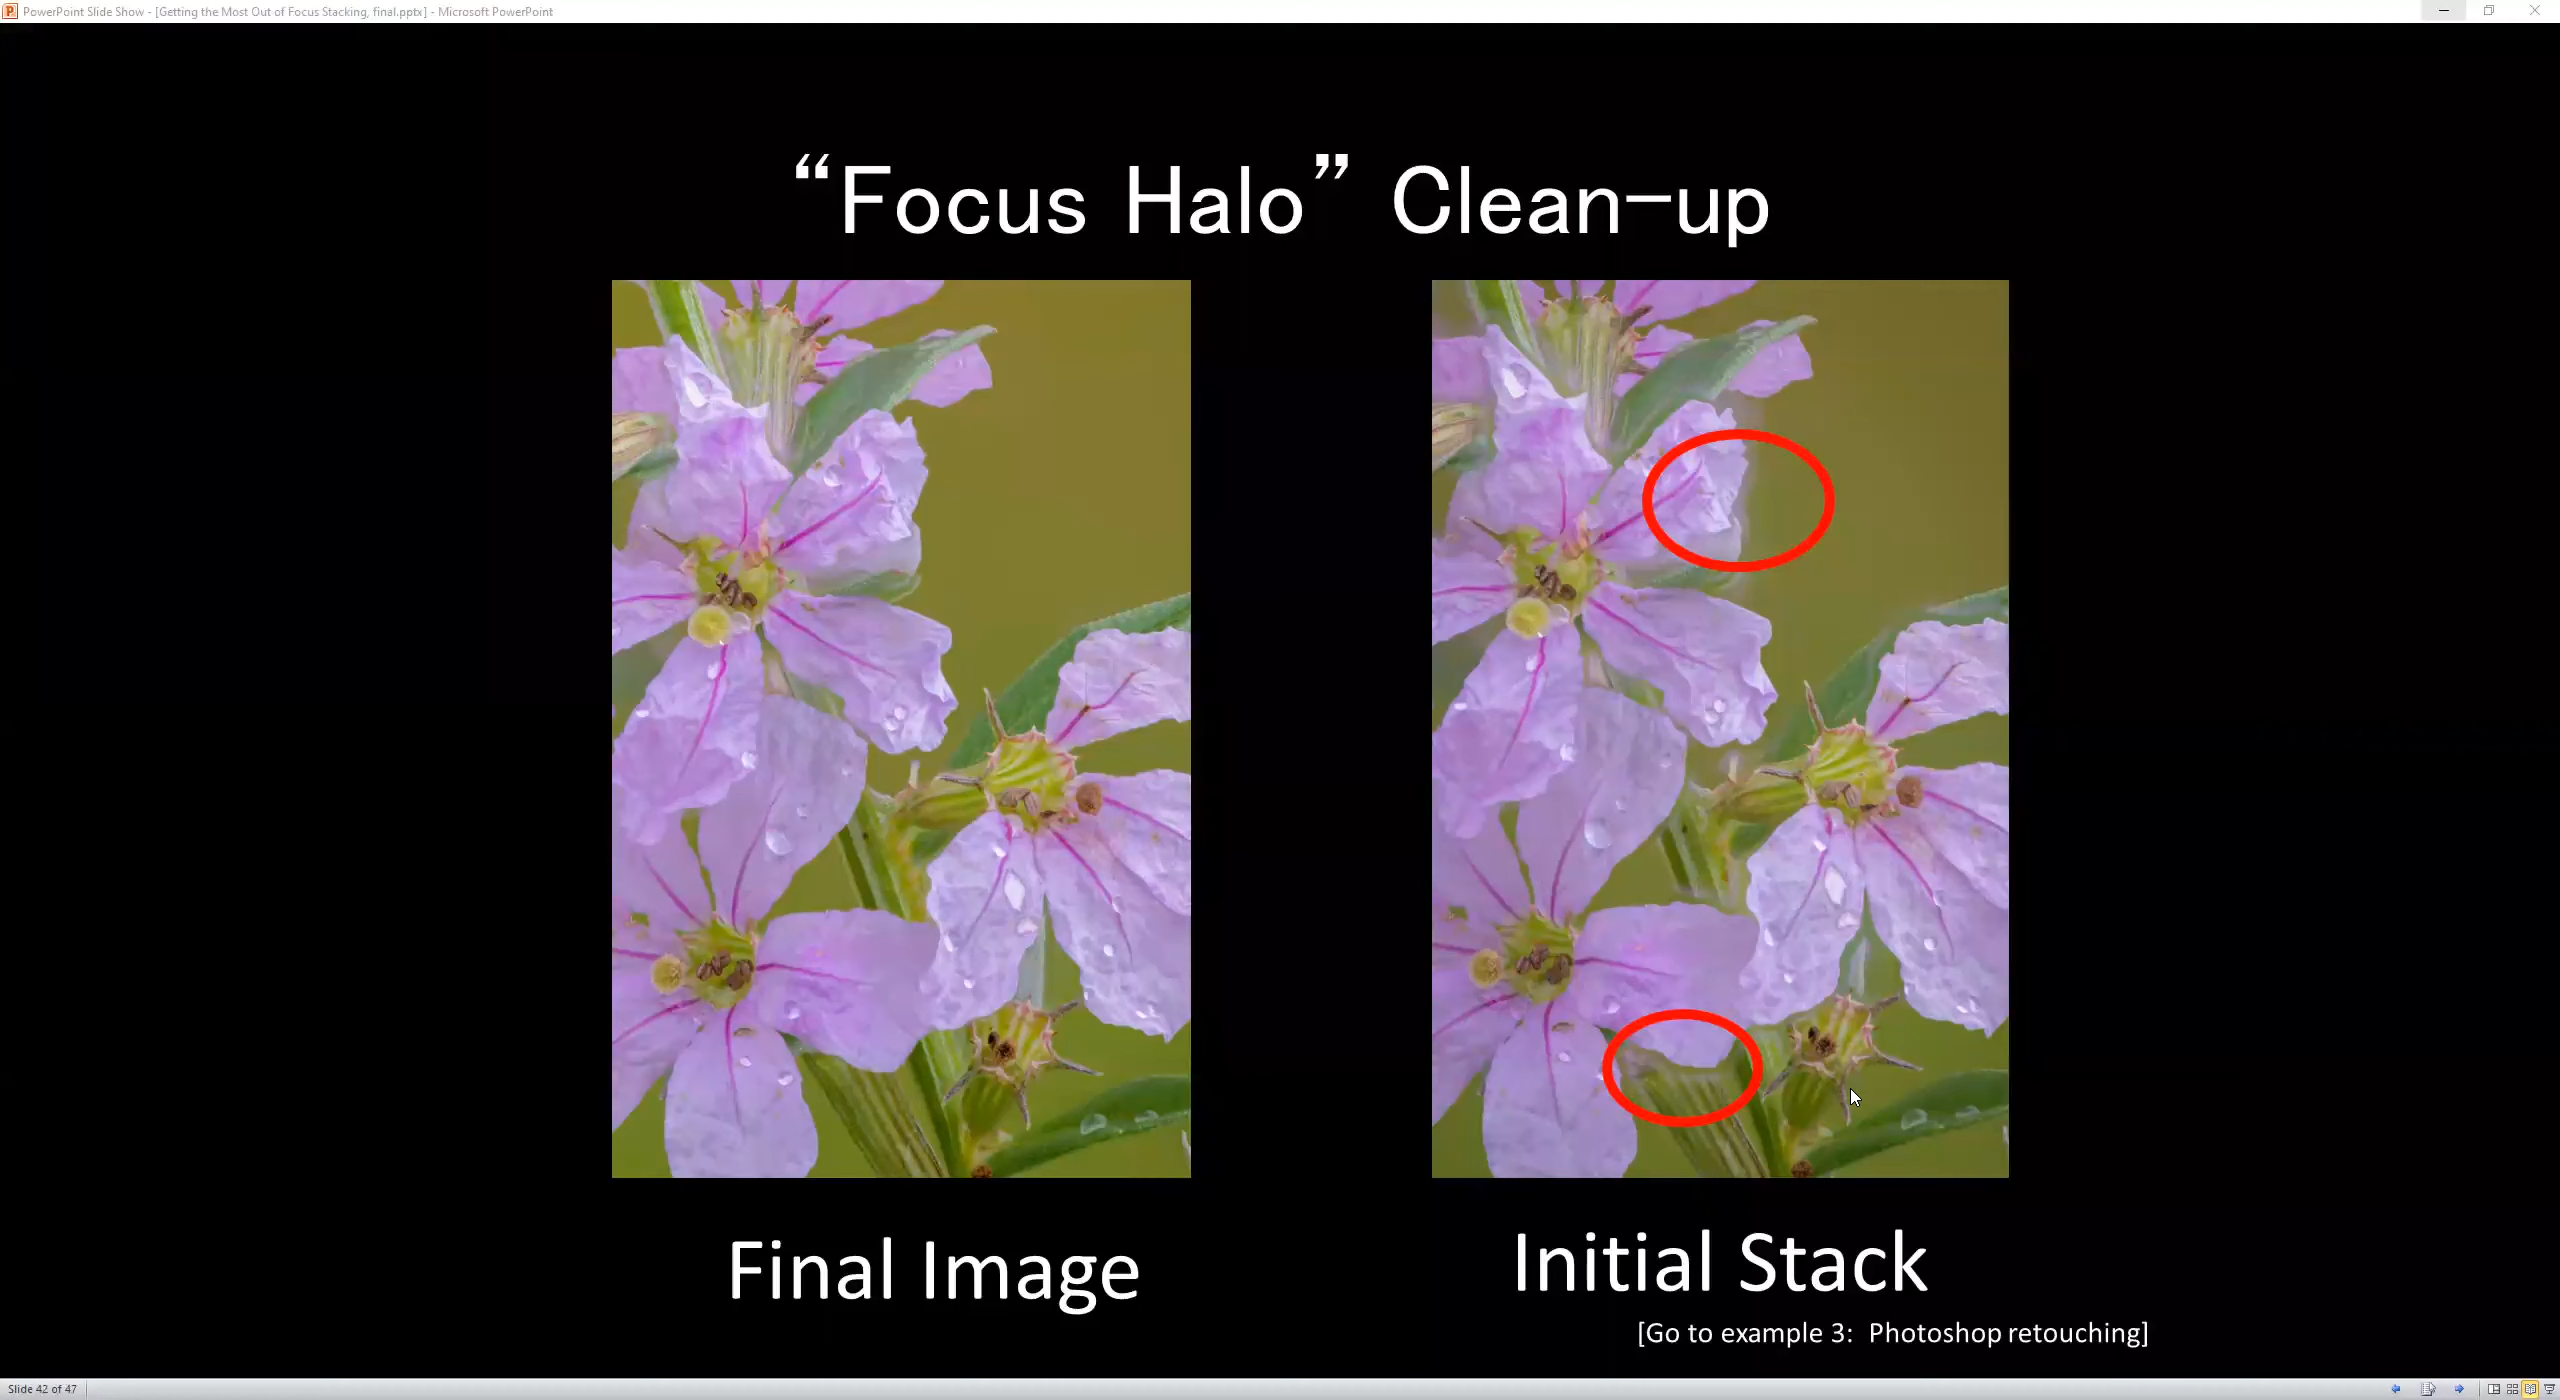 PowerPoint Slide Show - [Getting the Most Out of Focus Stacking, final.pptx] - Microsoft PowerPoint
“Focus Halo” Clean-up
Final Image
Initial Stack
[Go to example 3: Photoshop retouching]
Slide 42 of 47